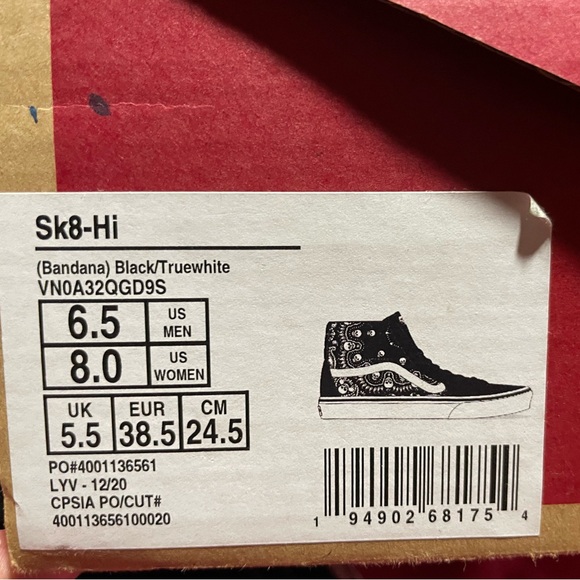 Sk8-Hi
(Bandana) Black/Truewhite
VN0A32QGD9S
6.5 US MEN
8.0 US WOMEN
UK EUR CM
5.5 38.5 24.5
PO#4001136561
LYV - 12/20
CPSIA PO/CUT#
400113656100020
1 94902 68175 4